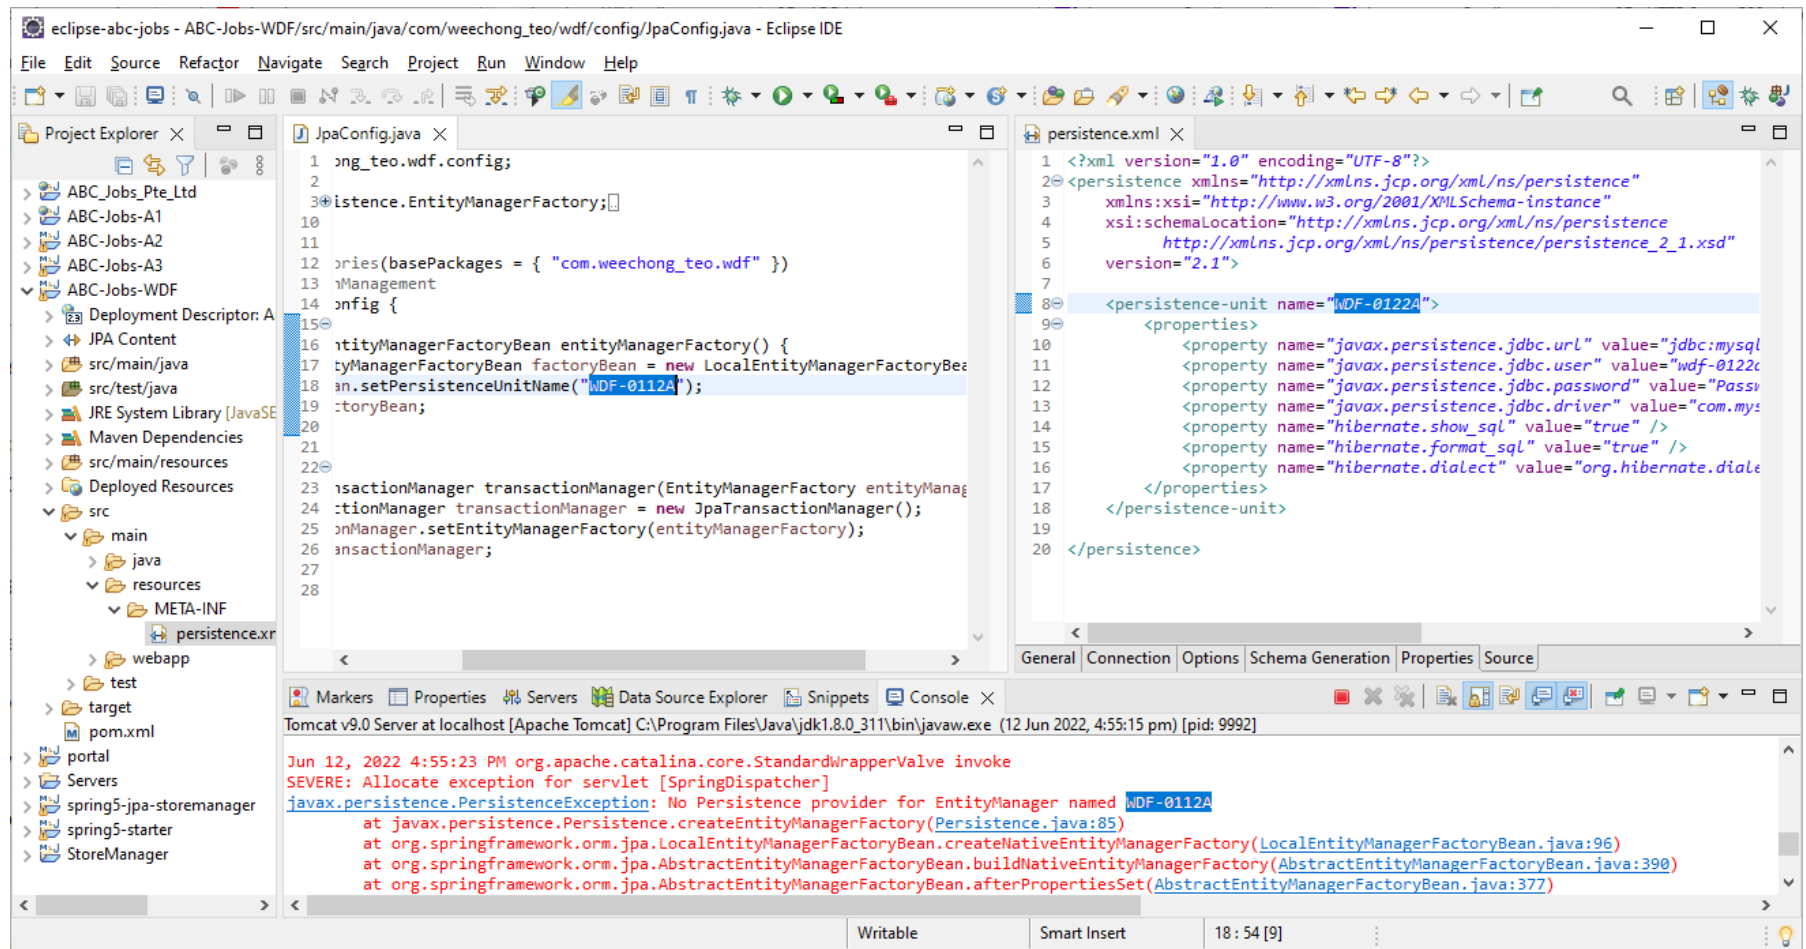 eclipse-abc-jobs - ABC-Jobs-WDF/src/main/java/com/weechong_teo/wdf/config/JpaConfig.java - Eclipse IDE
File Edit Source Refactor Navigate Search Project Run Window Help
Project Explorer
ABC_Jobs_Pte_Ltd
ABC-Jobs-A1
ABC-Jobs-A2
ABC-Jobs-A3
ABC-Jobs-WDF
Deployment Descriptor: A
JPA Content
src/main/java
src/test/java
JRE System Library [JavaSE
Maven Dependencies
src/main/resources
Deployed Resources
src
main
java
resources
META-INF
persistence.xr
webapp
test
target
pom.xml
portal
Servers
spring5-jpa-storemanager
spring5-starter
StoreManager
JpaConfig.java
1 ong_teo.wdf.config;
2
3 istence.EntityManagerFactory;
10
11
12 ories(basePackages = { "com.weechong_teo.wdf" })
13 nManagement
14 onfig {
15
16 ntityManagerFactoryBean entityManagerFactory() {
17 tyManagerFactoryBean factoryBean = new LocalEntityManagerFactoryBea
18 an.setPersistenceUnitName("WDF-0112A");
19 ctoryBean;
20
21
22
23 nsactionManager transactionManager(EntityManagerFactory entityManag
24 ctionManager transactionManager = new JpaTransactionManager();
25 onManager.setEntityManagerFactory(entityManagerFactory);
26 ansactionManager;
27
28
persistence.xml
1 <?xml version="1.0" encoding="UTF-8"?>
2 <persistence xmlns="http://xmlns.jcp.org/xml/ns/persistence"
3 xmlns:xsi="http://www.w3.org/2001/XMLSchema-instance"
4 xsi:schemaLocation="http://xmlns.jcp.org/xml/ns/persistence
5 http://xmlns.jcp.org/xml/ns/persistence/persistence_2_1.xsd"
6 version="2.1">
7
8 <persistence-unit name="WDF-0122A">
9 <properties>
10 <property name="javax.persistence.jdbc.url" value="jdbc:mysql
11 <property name="javax.persistence.jdbc.user" value="wdf-0122a
12 <property name="javax.persistence.jdbc.password" value="Passw
13 <property name="javax.persistence.jdbc.driver" value="com.mys
14 <property name="hibernate.show_sql" value="true" />
15 <property name="hibernate.format_sql" value="true" />
16 <property name="hibernate.dialect" value="org.hibernate.diale
17 </properties>
18 </persistence-unit>
19
20 </persistence>
General Connection Options Schema Generation Properties Source
Markers Properties Servers Data Source Explorer Snippets Console
Tomcat v9.0 Server at localhost [Apache Tomcat] C:\Program Files\Java\jdk1.8.0_311\bin\javaw.exe (12 Jun 2022, 4:55:15 pm) [pid: 9992]
Jun 12, 2022 4:55:23 PM org.apache.catalina.core.StandardWrapperValve invoke
SEVERE: Allocate exception for servlet [SpringDispatcher]
javax.persistence.PersistenceException: No Persistence provider for EntityManager named WDF-0112A
at javax.persistence.Persistence.createEntityManagerFactory(Persistence.java:85)
at org.springframework.orm.jpa.LocalEntityManagerFactoryBean.createNativeEntityManagerFactory(LocalEntityManagerFactoryBean.java:96)
at org.springframework.orm.jpa.AbstractEntityManagerFactoryBean.buildNativeEntityManagerFactory(AbstractEntityManagerFactoryBean.java:390)
at org.springframework.orm.jpa.AbstractEntityManagerFactoryBean.afterPropertiesSet(AbstractEntityManagerFactoryBean.java:377)
Writable Smart Insert 18 : 54 [9]